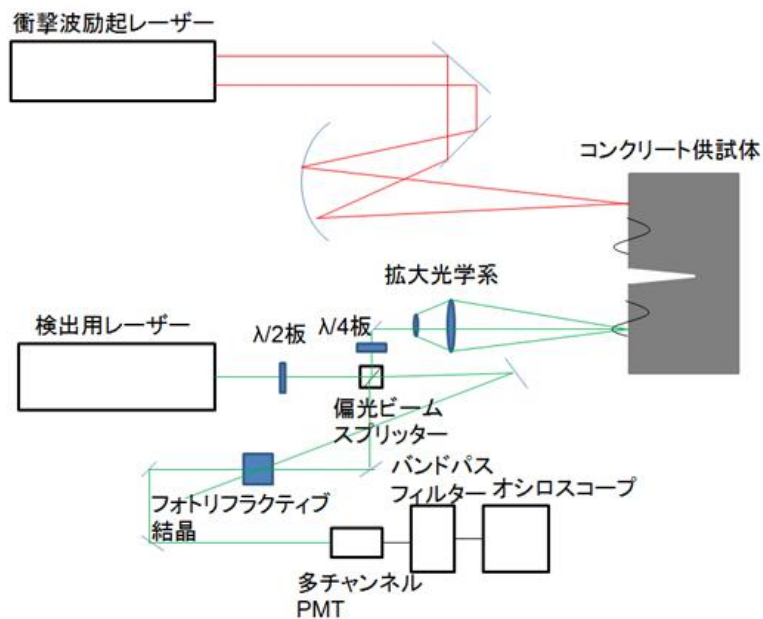 衝撃波励起レーザー
コンクリート供試体
拡大光学系
検出用レーザー
λ/2板
λ/4板
偏光ビーム
スプリッター
バンドパス
フィルター
オシロスコープ
フォトリフラクティブ
結晶
多チャンネル
PMT